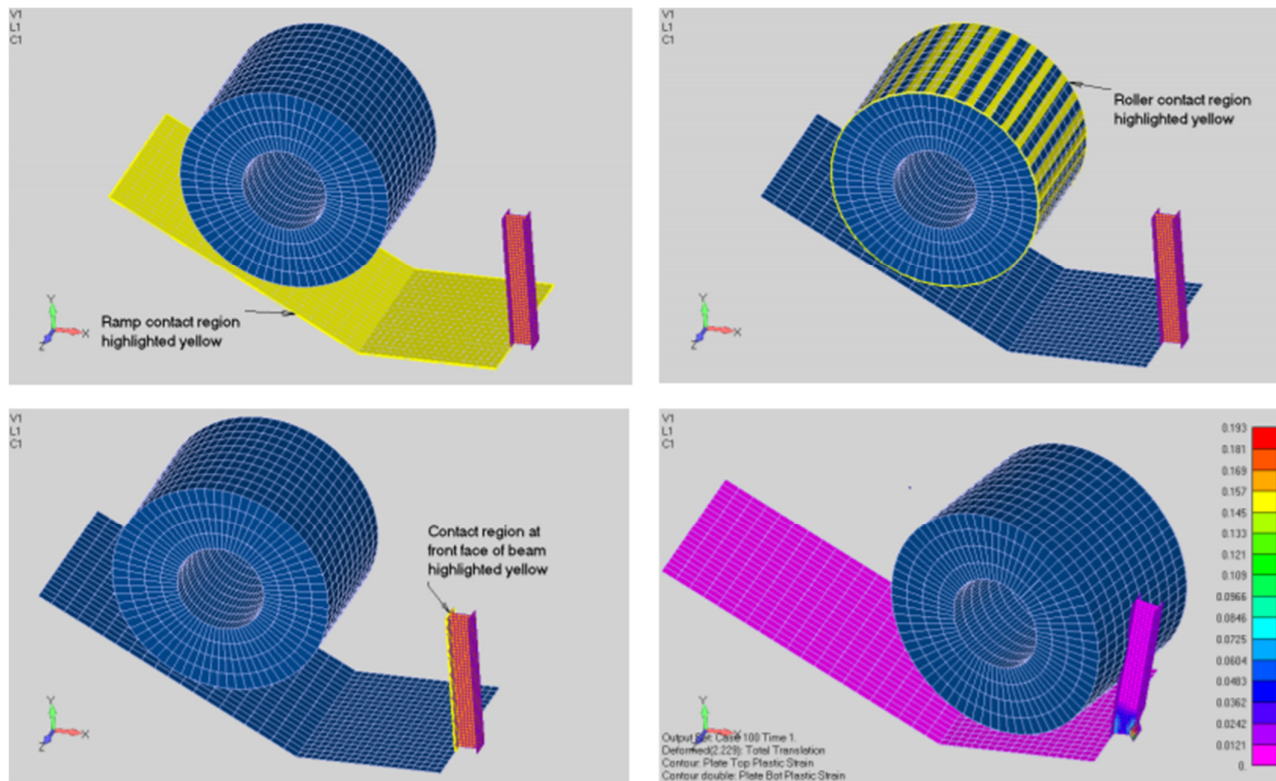 V1
L1
C1
Ramp contact region
highlighted yellow
Y
X
Z
V1
L1
C1
Roller contact region
highlighted yellow
Y
X
Z
V1
L1
C1
Contact region at
front face of beam
highlighted yellow
Y
X
Z
V1
L1
C1
0.193
0.181
0.169
0.157
0.145
0.133
0.121
0.109
0.0966
0.0846
0.0725
0.0604
0.0483
0.0362
0.0242
0.0121
0.
Y
X
Z
Output Set: Case 100 Time 1.
Deformed(2.229): Total Translation
Contour: Plate Top Plastic Strain
Contour double: Plate Bot Plastic Strain